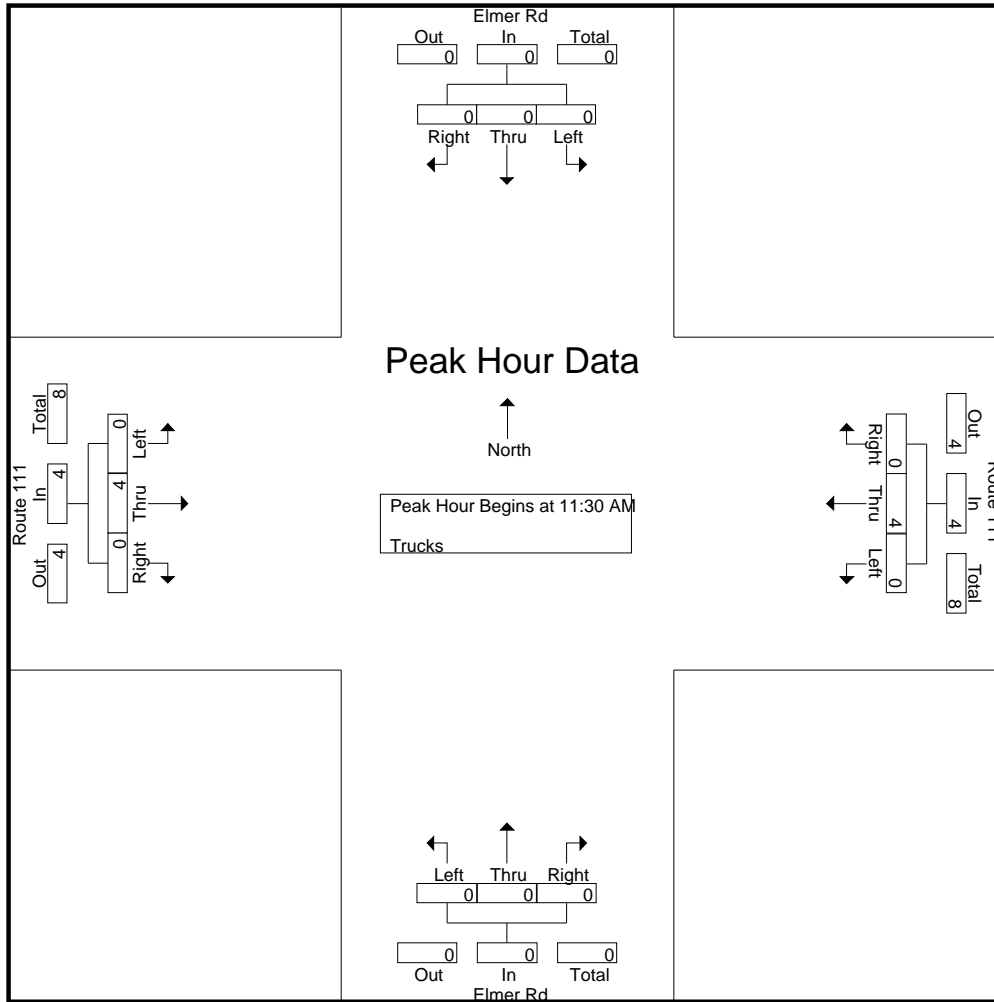 Elmer Rd
Out In Total
0 0 0
0 0 0
Right Thru Left
Peak Hour Data
North
Peak Hour Begins at 11:30 AM
Trucks
Route 111
Total In Out
8 4 4
0 4 0
Left Thru Right
Route 111
Out In Total
4 4 8
0 4 0
Right Thru Left
Left Thru Right
0 0 0
0 0 0
Out In Total
Elmer Rd